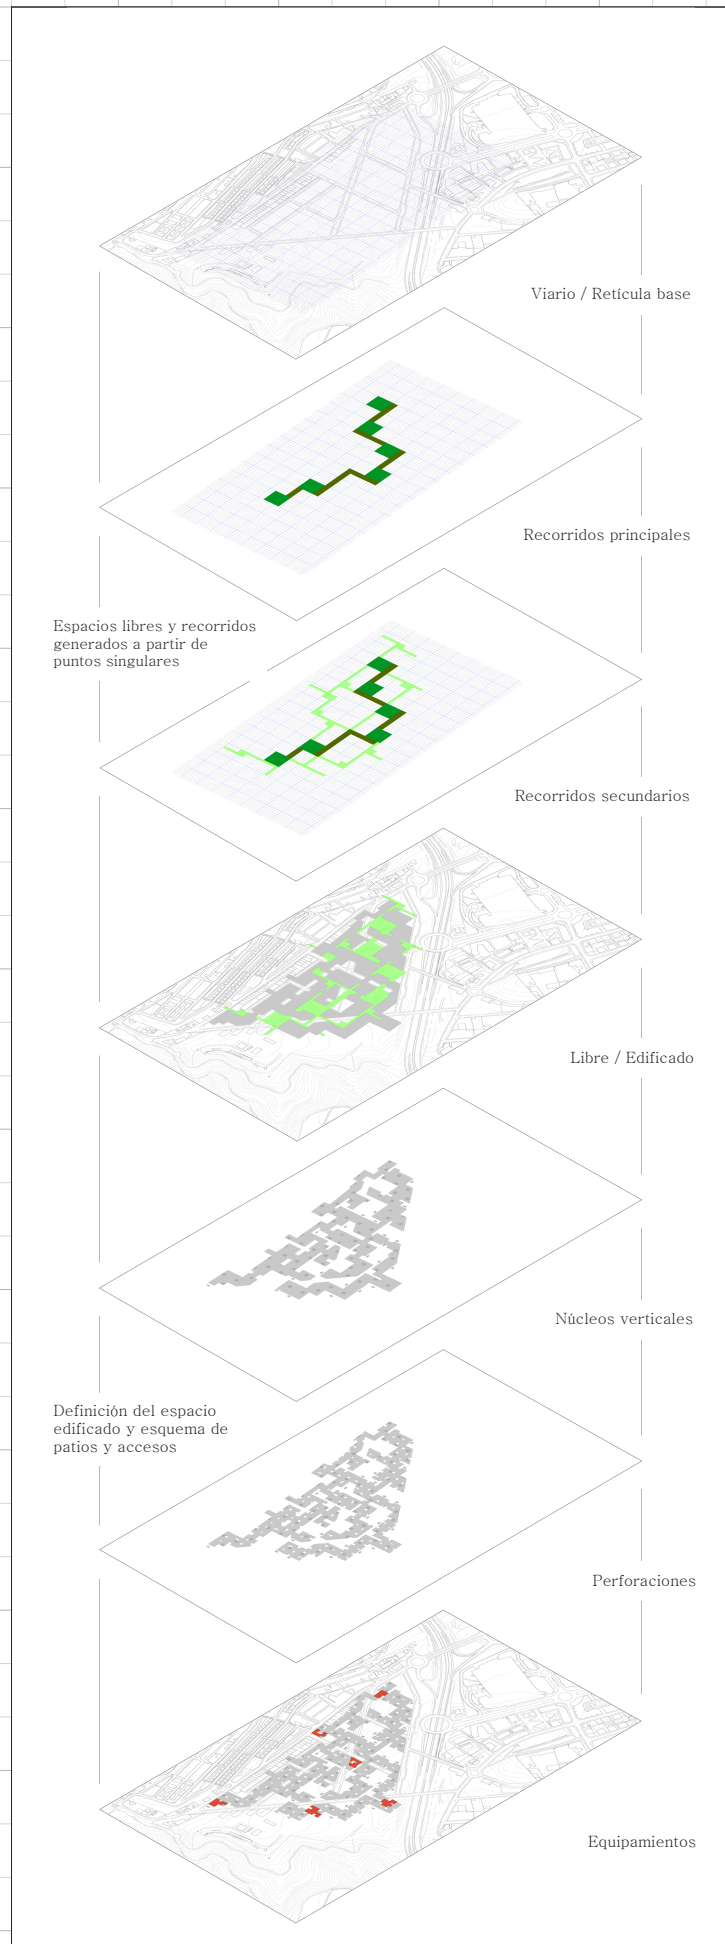 Viario / Retícula base
Recorridos principales
Espacios libres y recorridos
generados a partir de
puntos singulares
Recorridos secundarios
Libre / Edificado
Núcleos verticales
Definición del espacio
edificado y esquema de
patios y accesos
Perforaciones
Equipamientos